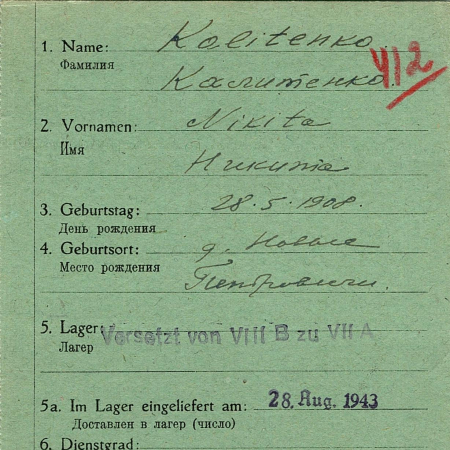 1. Name: Kalitenko
Фамилия Калитенко
412
2. Vornamen: Nikita
Имя Никита
3. Geburtstag: 28.5.1908.
День рождения
4. Geburtsort: д. Новые
Место рождения Петровичи.
5. Lager: Versetzt von VIII B zu VII A
Лагер
5a. Im Lager eingeliefert am: 28. Aug. 1943
Доставлен в лагер (число)
6. Dienstgrad: